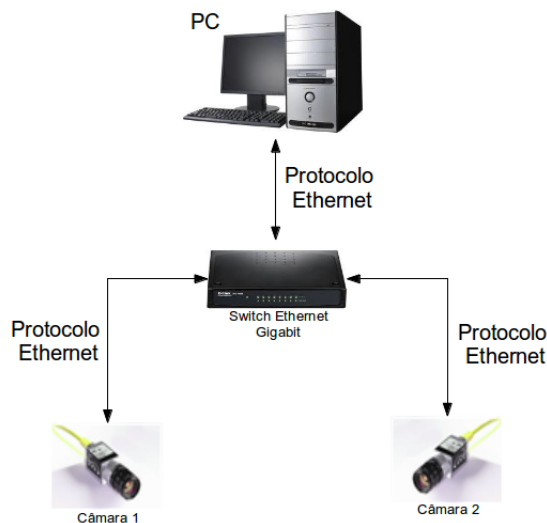 PC
Protocolo
Ethernet
Switch Ethernet
Gigabit
Protocolo
Ethernet
Protocolo
Ethernet
Câmara 1
Câmara 2